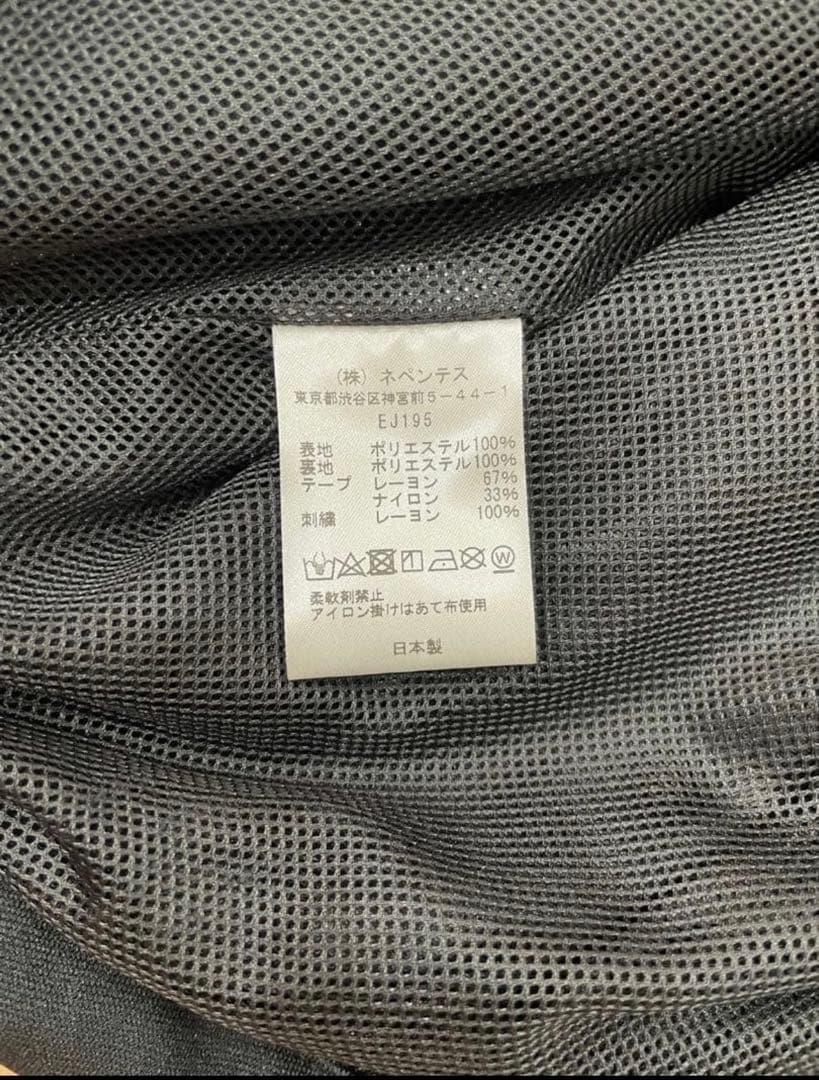 (株) ネペンテス
東京都渋谷区神宮前5-44-1
EJ195
表地 ポリエステル100%
裏地 ポリエステル100%
テープ レーヨン 67%
ナイロン 33%
刺繍 レーヨン 100%
W
柔軟剤禁止
アイロン掛けはあて布使用
日本製